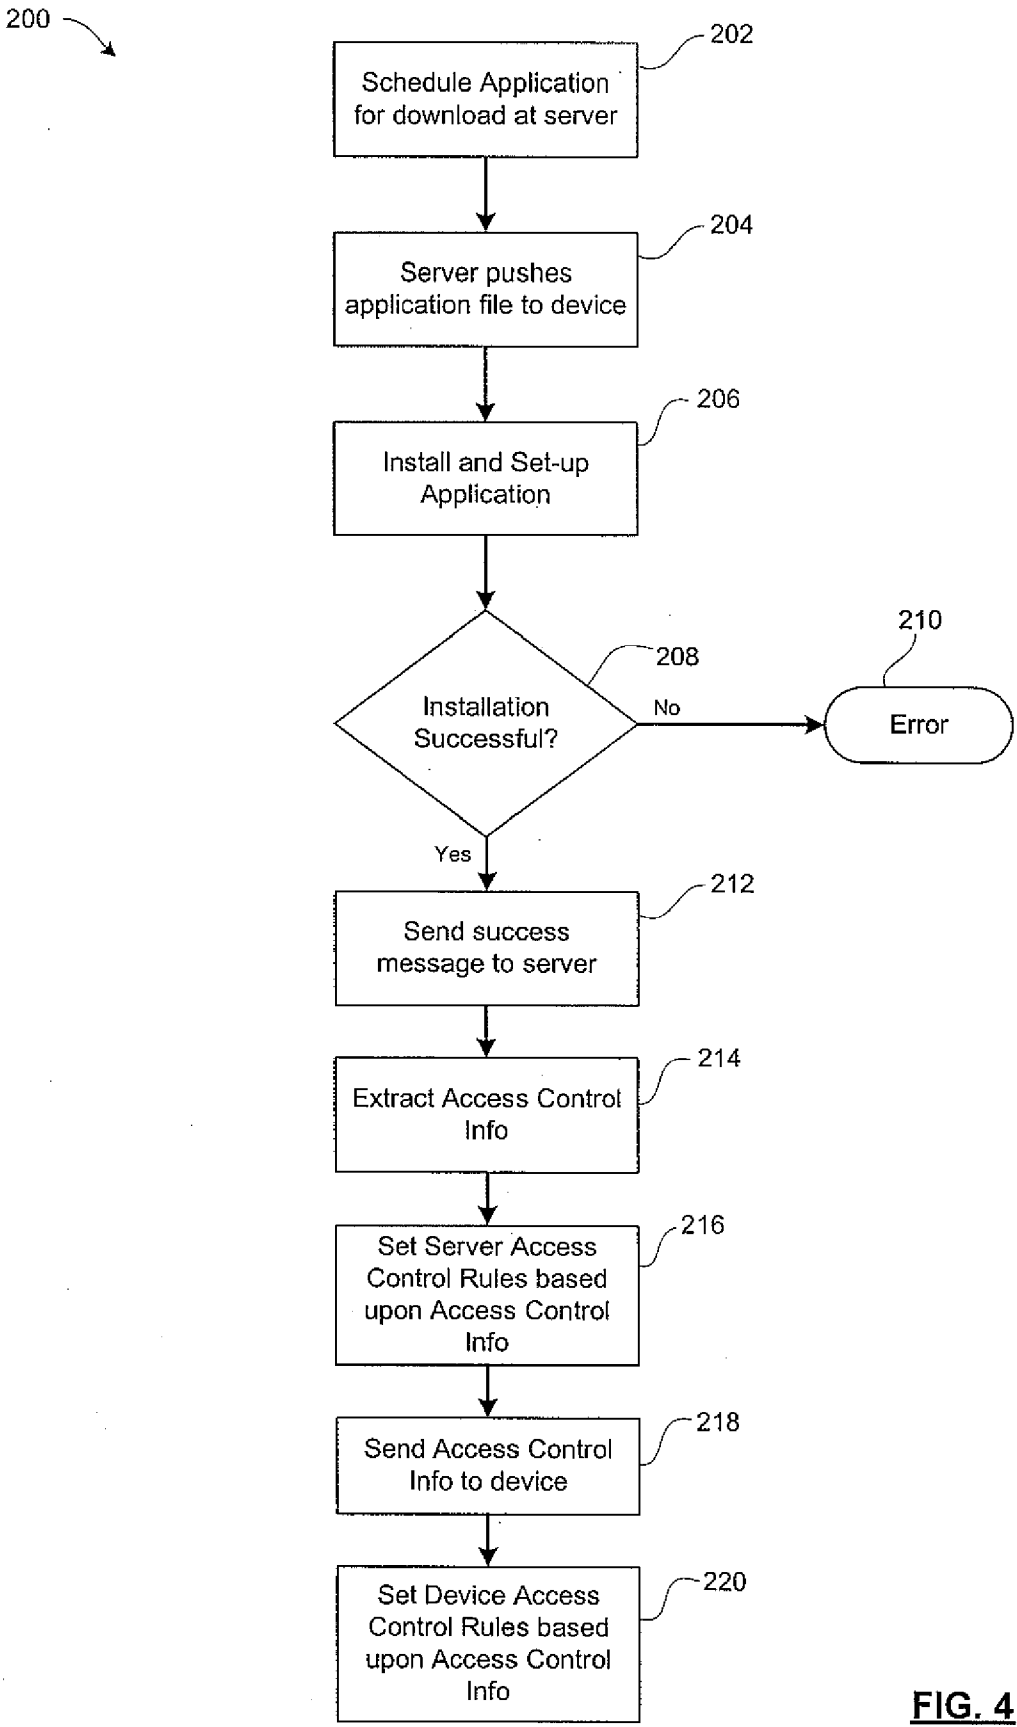 200
202
Schedule Application
for download at server
204
Server pushes
application file to device
206
Install and Set-up
Application
208
Installation
Successful?
No
210
Error
Yes
212
Send success
message to server
214
Extract Access Control
Info
216
Set Server Access
Control Rules based
upon Access Control
Info
218
Send Access Control
Info to device
220
Set Device Access
Control Rules based
upon Access Control
Info
FIG. 4